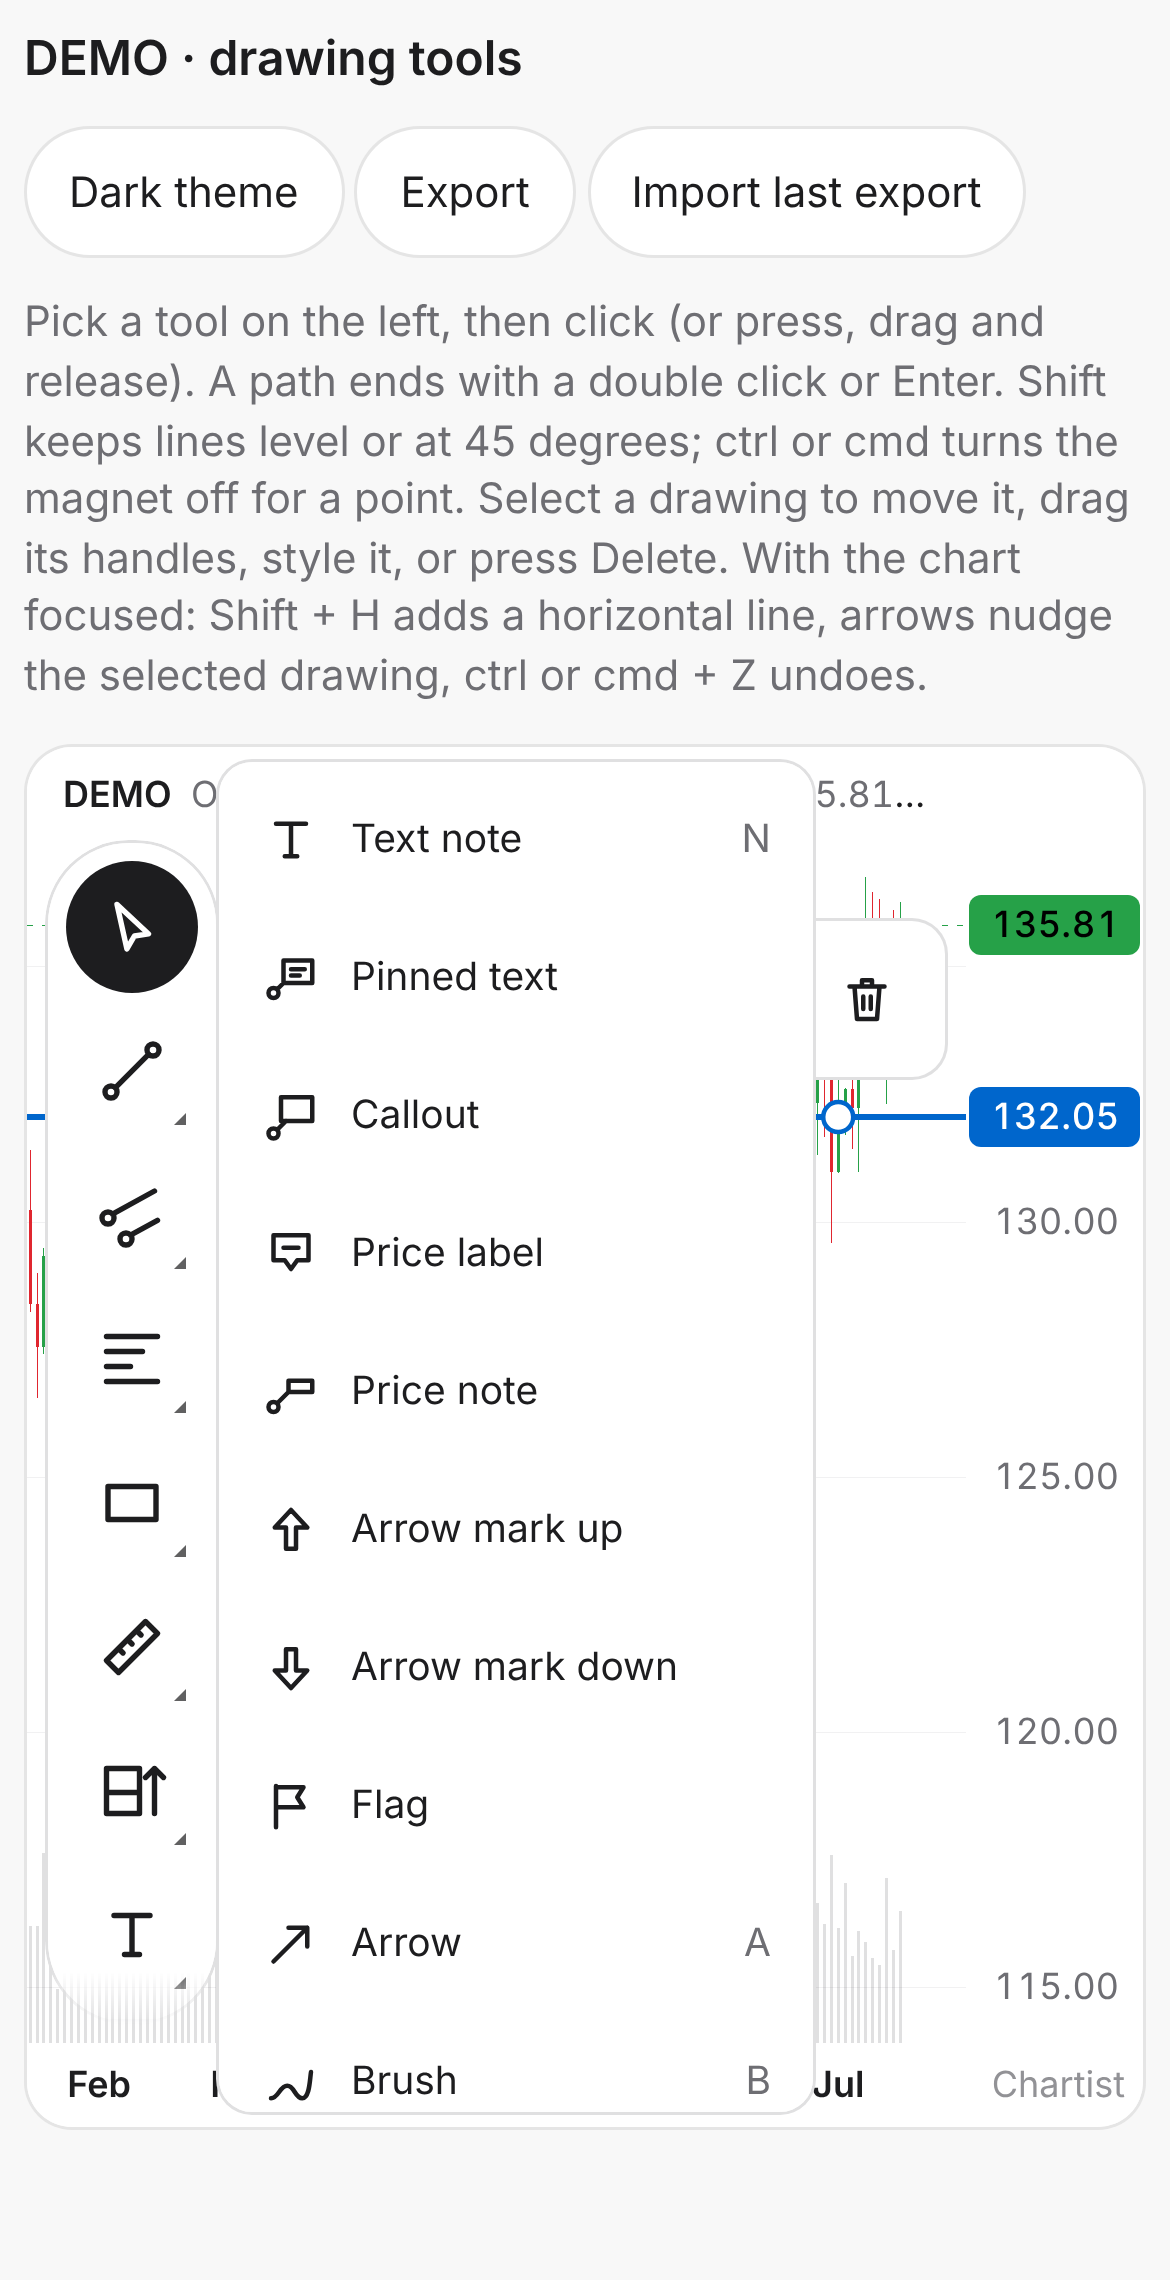 DEMO · drawing tools
Dark theme
Export
Import last export
Pick a tool on the left, then click (or press, drag and
release). A path ends with a double click or Enter. Shift
keeps lines level or at 45 degrees; ctrl or cmd turns the
magnet off for a point. Select a drawing to move it, drag
its handles, style it, or press Delete. With the chart
focused: Shift + H adds a horizontal line, arrows nudge
the selected drawing, ctrl or cmd + Z undoes.
DEMO O 5.81...
Text note N
Pinned text
Callout
Price label
Price note
Arrow mark up
Arrow mark down
Flag
Arrow A
Brush B
135.81
132.05
130.00
125.00
120.00
115.00
Feb
Jul
Chartist